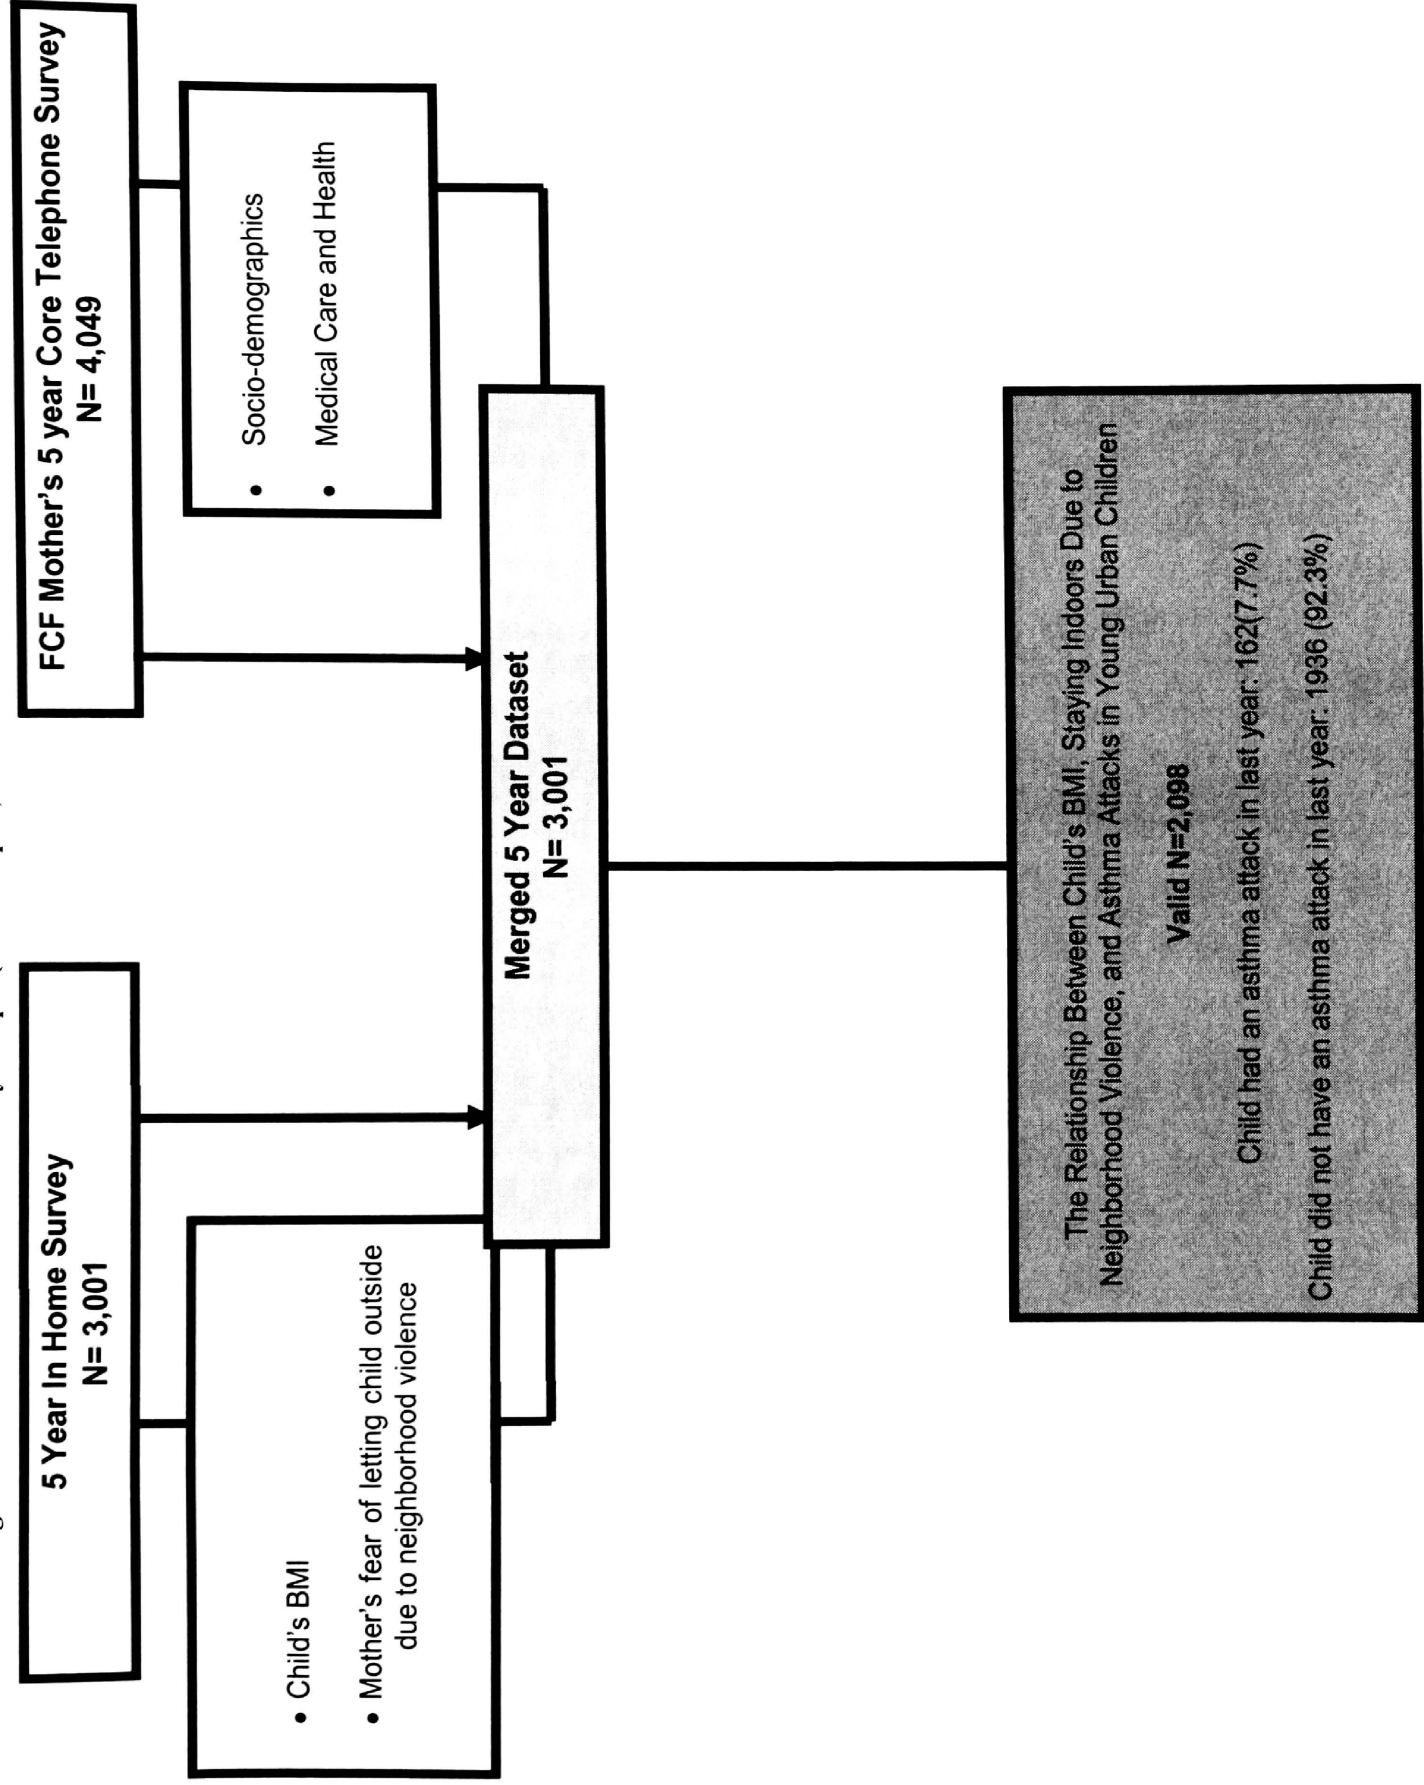 5 Year In Home Survey
N= 3,001
• Child's BMI
• Mother's fear of letting child outside
due to neighborhood violence
FCF Mother's 5 year Core Telephone Survey
N= 4,049
• Socio-demographics
• Medical Care and Health
Merged 5 Year Dataset
N= 3,001
The Relationship Between Child's BMI, Staying Indoors Due to
Neighborhood Violence, and Asthma Attacks in Young Urban Children
Valid N=2,098
Child had an asthma attack in last year: 162(7.7%)
Child did not have an asthma attack in last year: 1936 (92.3%)